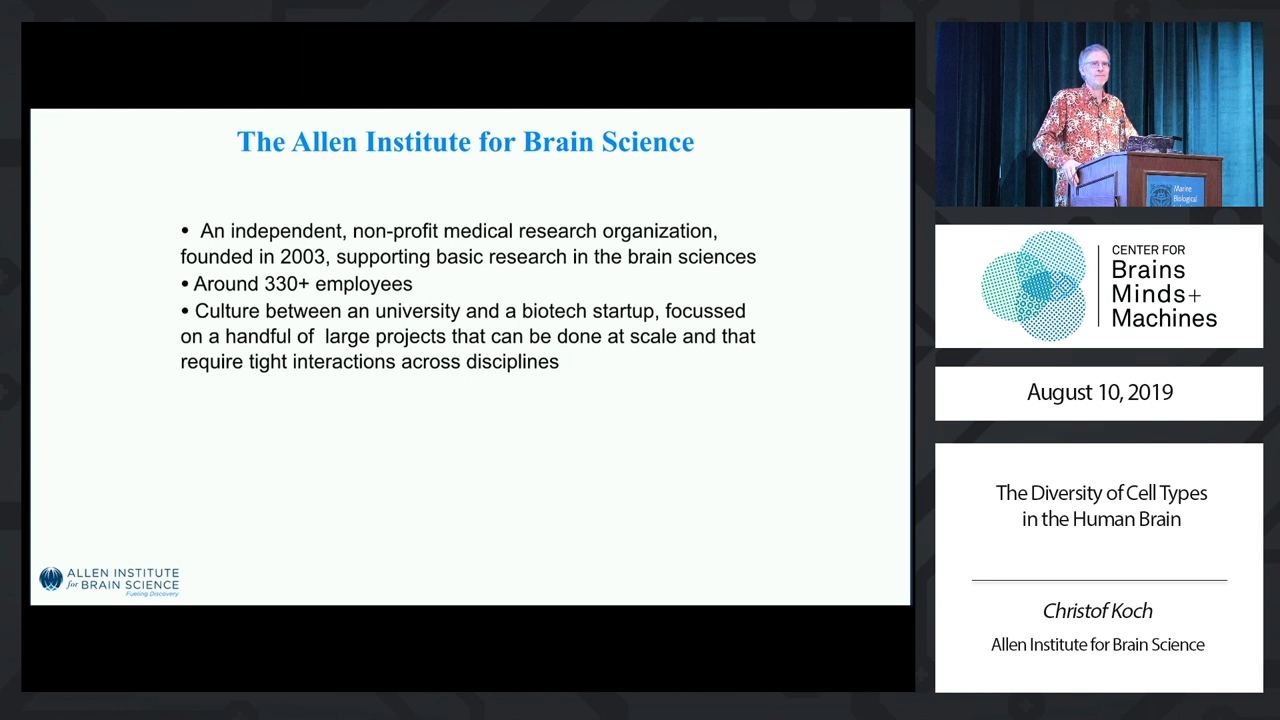 The Allen Institute for Brain Science
• An independent, non-profit medical research organization,
founded in 2003, supporting basic research in the brain sciences
• Around 330+ employees
• Culture between an university and a biotech startup, focussed
on a handful of large projects that can be done at scale and that
require tight interactions across disciplines
ALLEN INSTITUTE
for BRAIN SCIENCE
Fueling Discovery
Marine
Biological
CENTER FOR
Brains
Minds+
Machines
August 10, 2019
The Diversity of Cell Types
in the Human Brain
Christof Koch
Allen Institute for Brain Science